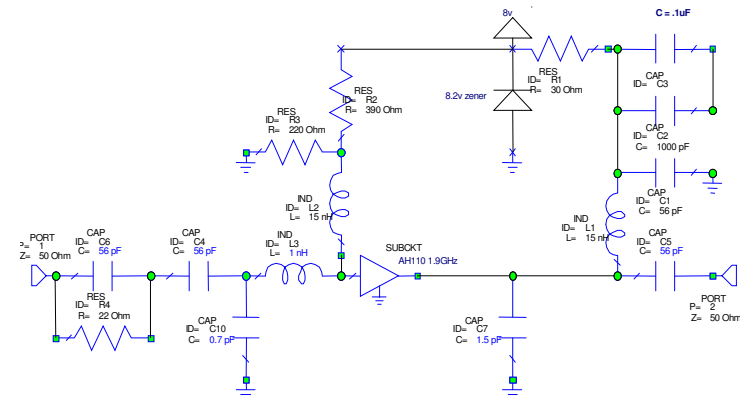 8v
C = .1uF
RES
ID= R1
R= 30 Ohm
8.2v zener
RES
ID= R2
R= 390 Ohm
RES
ID= R3
R= 220 Ohm
CAP
ID= C3
CAP
ID= C2
C= 1000 pF
CAP
ID= C1
C= 56 pF
IND
ID= L2
L= 15 nH
IND
ID= L1
L= 15 nH
PORT
P= 1
Z= 50 Ohm
CAP
ID= C6
C= 56 pF
CAP
ID= C4
C= 56 pF
IND
ID= L3
L= 1 nH
SUBCKT
AH110 1.9GHz
CAP
ID= C5
C= 56 pF
PORT
P= 2
Z= 50 Ohm
RES
ID= R4
R= 22 Ohm
CAP
ID= C10
C= 0.7 pF
CAP
ID= C7
C= 1.5 pF